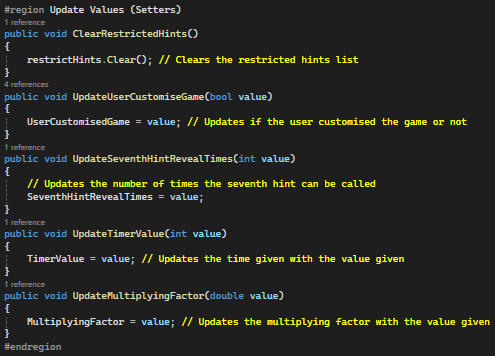 #region Update Values (Setters)
1 reference
public void ClearRestrictedHints()
{
restrictHints.Clear(); // Clears the restricted hints list
}
4 references
public void UpdateUserCustomiseGame(bool value)
{
UserCustomisedGame = value; // Updates if the user customised the game or not
}
1 reference
public void UpdateSeventhHintRevealTimes(int value)
{
// Updates the number of times the seventh hint can be called
SeventhHintRevealTimes = value;
}
1 reference
public void UpdateTimerValue(int value)
{
TimerValue = value; // Updates the time given with the value given
}
1 reference
public void UpdateMultiplyingFactor(double value)
{
MultiplyingFactor = value; // Updates the multiplying factor with the value given
}
#endregion